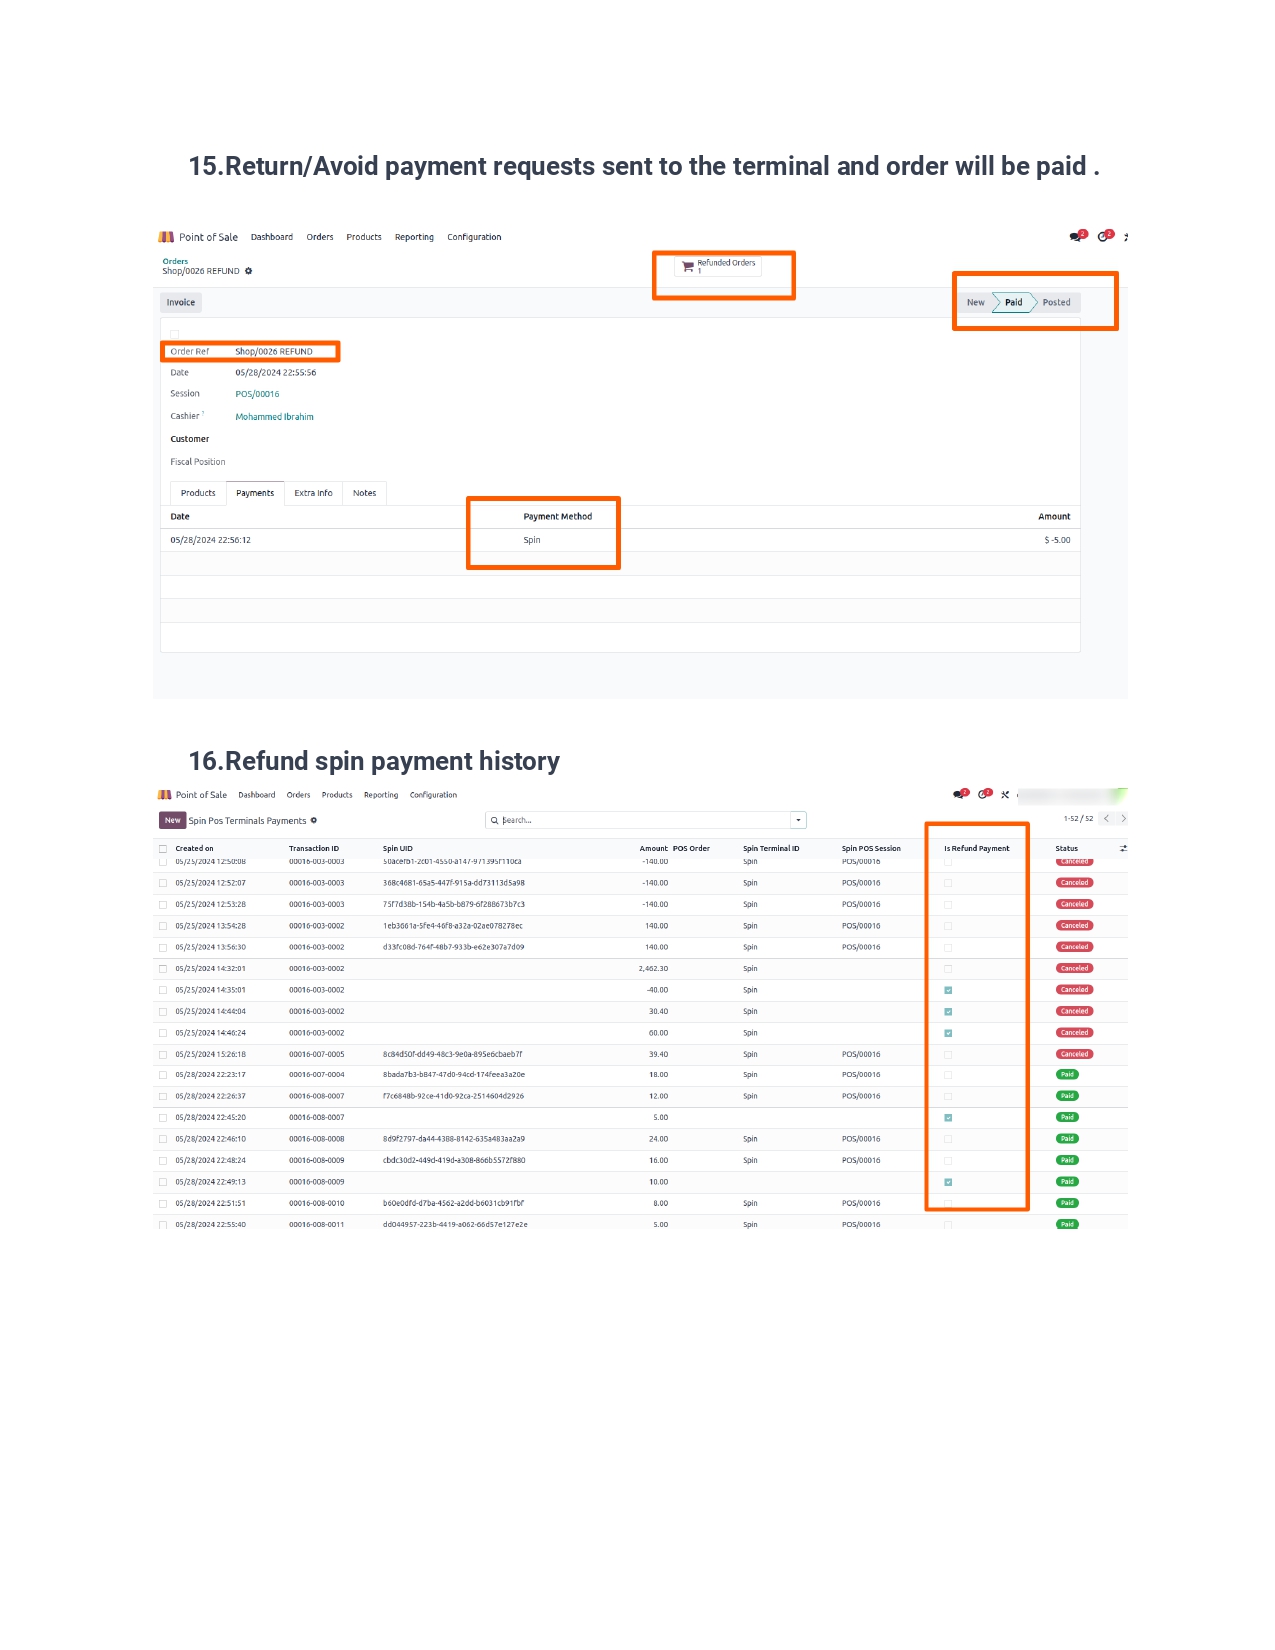 15.Return/Avoid payment requests sent to the terminal and order will be paid .
Point of Sale Dashboard Orders Products Reporting Configuration 2 2
Orders
Shop/0026 REFUND
Refunded Orders
1
Invoice New Paid Posted
Order Ref Shop/0026 REFUND
Date 05/28/2024 22:55:56
Session POS/00016
Cashier ? Mohammed Ibrahim
Customer
Fiscal Position
Products Payments Extra Info Notes
Date Payment Method Amount
05/28/2024 22:56:12 Spin $ -5.00
16.Refund spin payment history
Point of Sale Dashboard Orders Products Reporting Configuration 2 2
New Spin Pos Terminals Payments Search... 1-52 / 52
Created on Transaction ID Spin UID Amount POS Order Spin Terminal ID Spin POS Session Is Refund Payment Status
05/25/2024 12:50:08 00016-003-0003 50acefb1-2c01-4550-a147-971395f110ca -140.00 Spin POS/00016 Canceled
05/25/2024 12:52:07 00016-003-0003 368c4681-65a5-447f-915a-dd73113d5a98 -140.00 Spin POS/00016 Canceled
05/25/2024 12:53:28 00016-003-0003 75f7d38b-154b-4a5b-b879-6f288673b7c3 -140.00 Spin POS/00016 Canceled
05/25/2024 13:54:28 00016-003-0002 1eb3661a-5fe4-46f8-a32a-02ae078278ec 140.00 Spin POS/00016 Canceled
05/25/2024 13:56:30 00016-003-0002 d33fc08d-764f-48b7-933b-e62e307a7d09 140.00 Spin POS/00016 Canceled
05/25/2024 14:32:01 00016-003-0002 2,462.30 Spin Canceled
05/25/2024 14:35:01 00016-003-0002 -40.00 Spin Canceled
05/25/2024 14:44:04 00016-003-0002 30.40 Spin Canceled
05/25/2024 14:46:24 00016-003-0002 60.00 Spin Canceled
05/25/2024 15:26:18 00016-007-0005 8c84d50f-dd49-48c3-9e0a-895e6cbaeb7f 39.40 Spin POS/00016 Canceled
05/28/2024 22:23:17 00016-007-0004 8bada7b3-b847-47d0-94cd-174feea3a20e 18.00 Spin POS/00016 Paid
05/28/2024 22:26:37 00016-008-0007 f7c6848b-92ce-41d0-92ca-2514604d2926 12.00 Spin POS/00016 Paid
05/28/2024 22:45:20 00016-008-0007 5.00 Paid
05/28/2024 22:46:10 00016-008-0008 8d9f2797-da44-4388-8142-635a483aa2a9 24.00 Spin POS/00016 Paid
05/28/2024 22:48:24 00016-008-0009 cbdc30d2-449d-419d-a308-866b5572f880 16.00 Spin POS/00016 Paid
05/28/2024 22:49:13 00016-008-0009 10.00 Paid
05/28/2024 22:51:51 00016-008-0010 b60e0dfd-d7ba-4562-a2dd-b6031cb91fbf 8.00 Spin POS/00016 Paid
05/28/2024 22:55:40 00016-008-0011 dd044957-223b-4419-a062-66d57e127e2e 5.00 Spin POS/00016 Paid